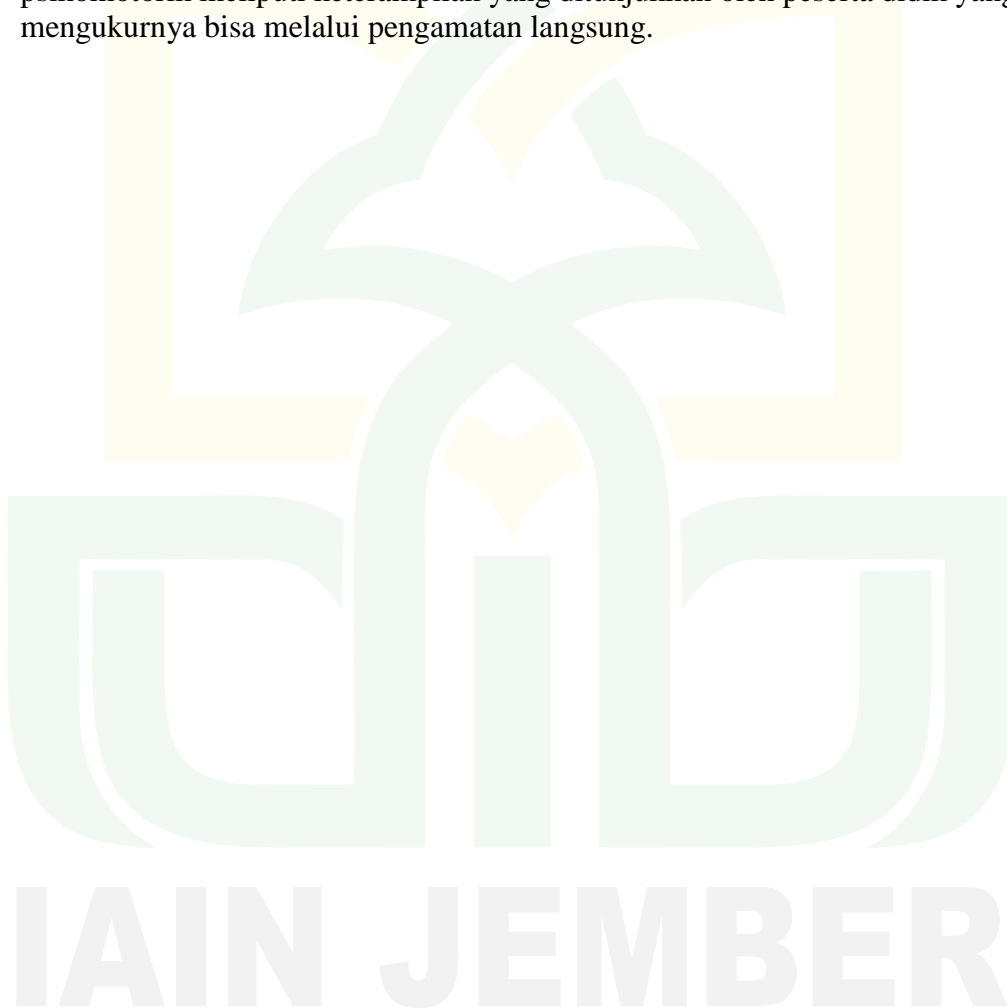 psikomotorik meliputi keterampilan yang ditunjukkan oleh peserta didik yang
mengukurnya bisa melalui pengamatan langsung.
IAIN JEMBER